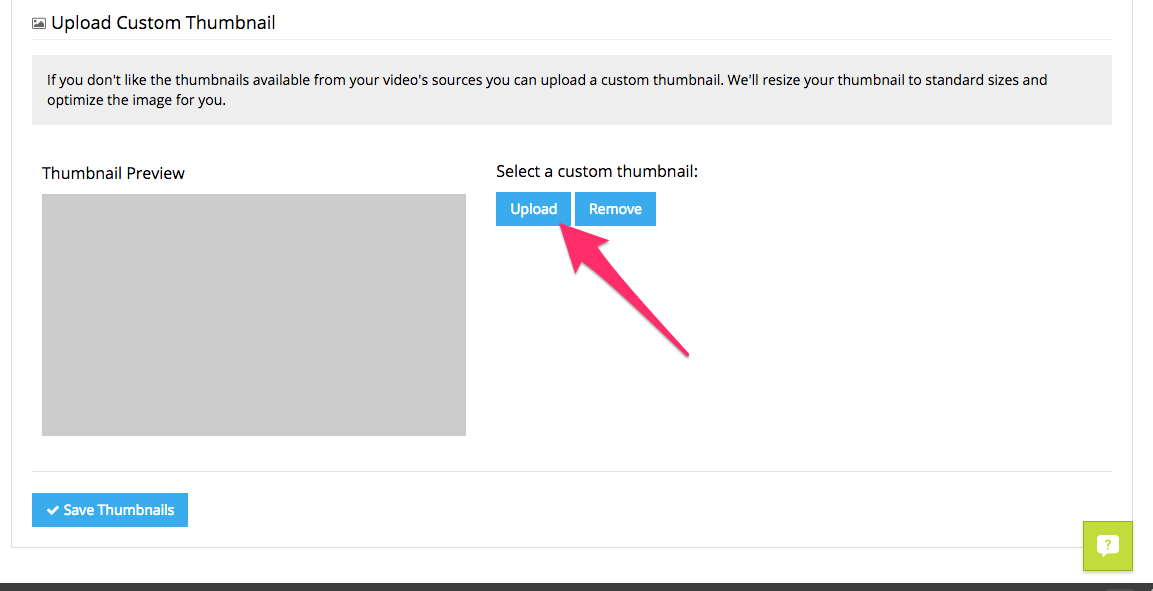 Upload Custom Thumbnail
If you don't like the thumbnails available from your video's sources you can upload a custom thumbnail. We'll resize your thumbnail to standard sizes and
optimize the image for you.
Thumbnail Preview
Select a custom thumbnail:
Upload Remove
Save Thumbnails
?